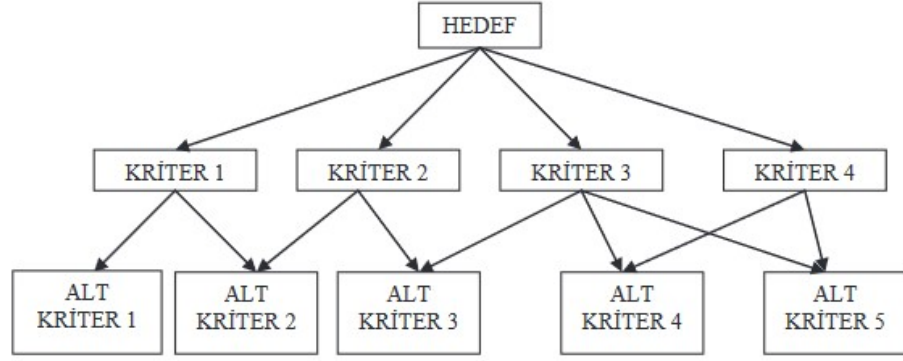 HEDEF
KRİTER 1
KRİTER 2
KRİTER 3
KRİTER 4
ALT
KRİTER 1
ALT
KRİTER 2
ALT
KRİTER 3
ALT
KRİTER 4
ALT
KRİTER 5